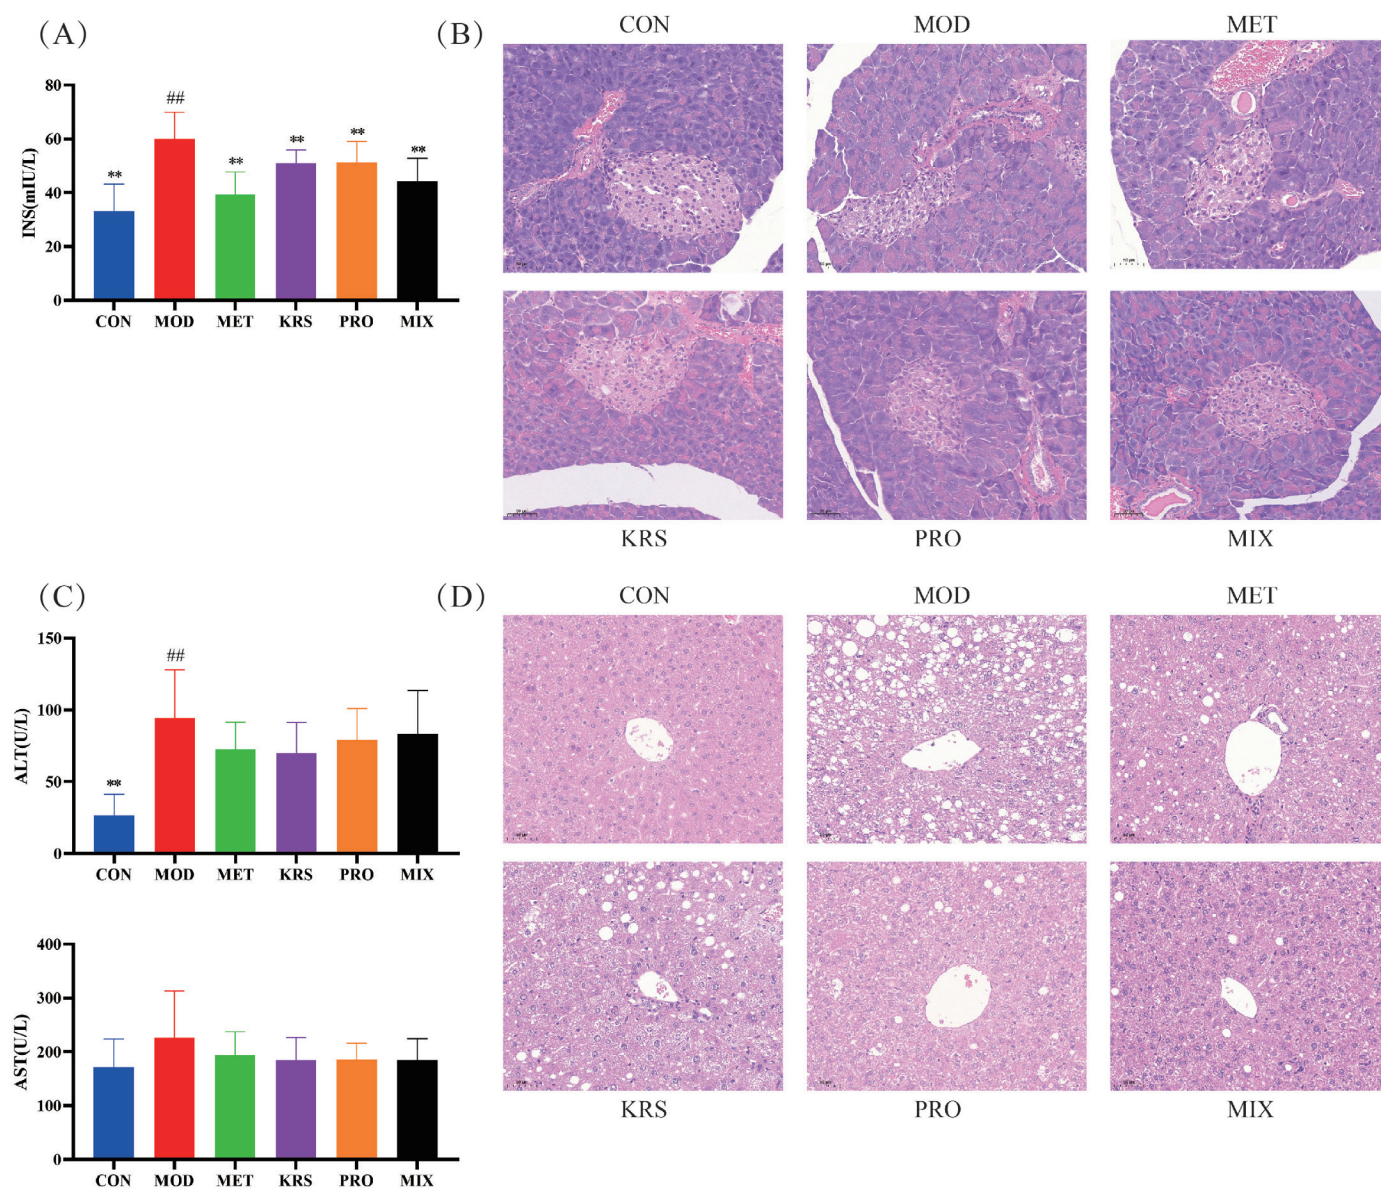 (A)
(B)
CON MOD MET
INS(mIU/L)
80
60
40
20
0
**
##
**
**
**
**
CON MOD MET KRS PRO MIX
KRS PRO MIX
(C)
(D)
CON MOD MET
ALT(U/L)
150
100
50
0
**
##
CON MOD MET KRS PRO MIX
AST(U/L)
400
300
200
100
0
CON MOD MET KRS PRO MIX
KRS PRO MIX